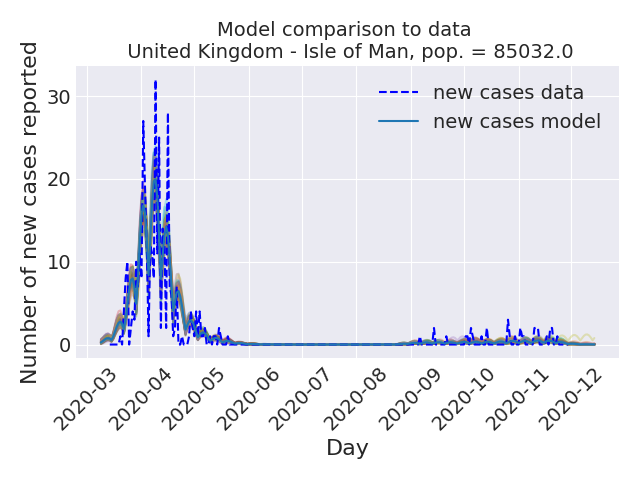 Model comparison to data
United Kingdom - Isle of Man, pop. = 85032.0
Number of new cases reported
30
20
10
0
new cases data
new cases model
2020-03
2020-04
2020-05
2020-06
2020-07
2020-08
2020-09
2020-10
2020-11
2020-12
Day